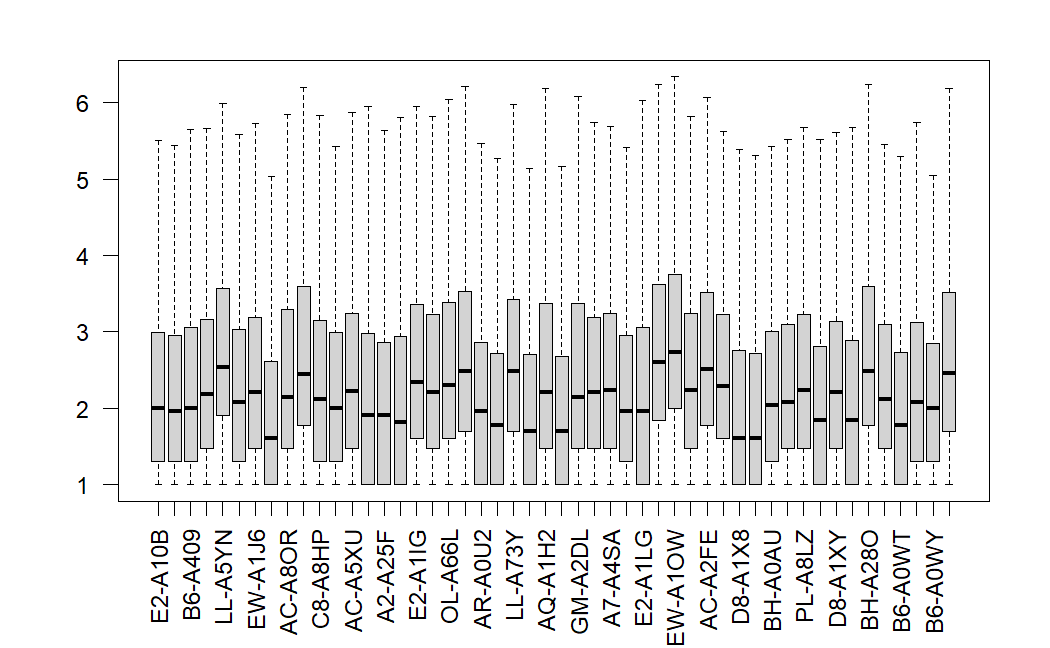 6
5
4
3
2
1
E2-A10B
B6-A409
LL-A5YN
EW-A1J6
AC-A8OR
C8-A8HP
AC-A5XU
A2-A25F
E2-A1IG
OL-A66L
AR-A0U2
LL-A73Y
AQ-A1H2
GM-A2DL
A7-A4SA
E2-A1LG
EW-A1OW
AC-A2FE
D8-A1X8
BH-A0AU
PL-A8LZ
D8-A1XY
BH-A28O
B6-A0WT
B6-A0WY